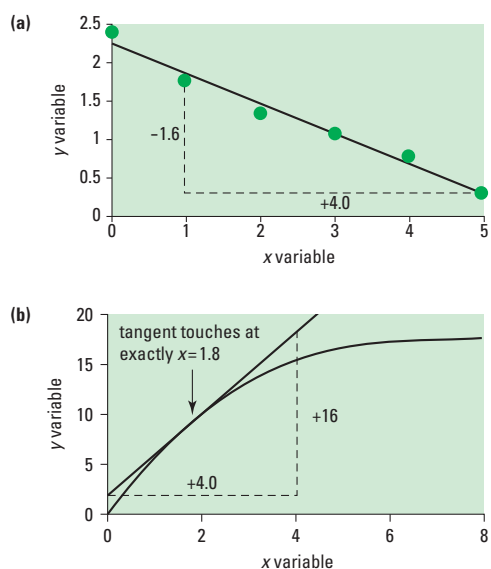 (a)
2.5
2
1.5
1
0.5
0
y variable
−1.6
+4.0
0 1 2 3 4 5
x variable
(b)
20
15
10
5
0
y variable
tangent touches at
exactly x=1.8
+16
+4.0
0 2 4 6 8
x variable